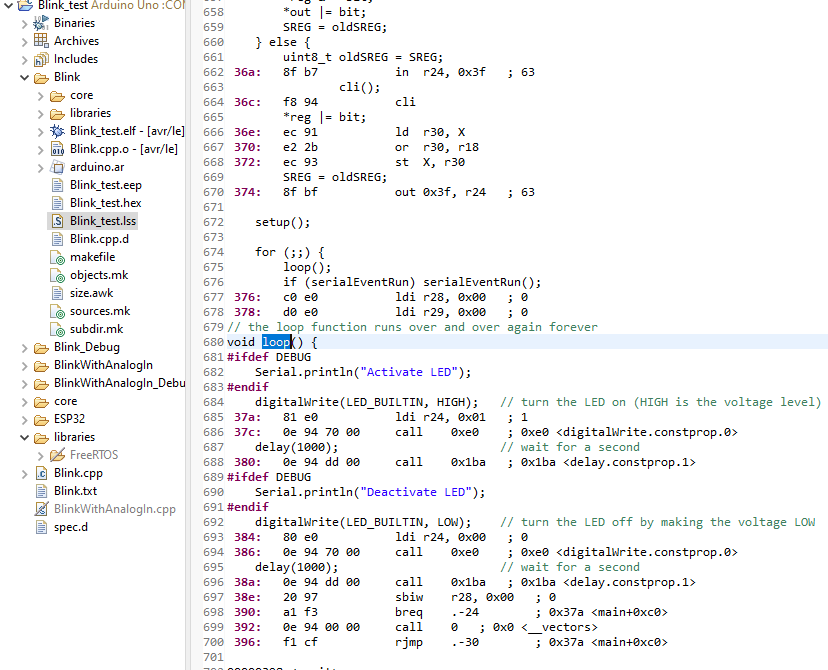 Blink_test Arduino Uno :CO
Binaries
Archives
Includes
Blink
core
libraries
Blink_test.elf - [avr/le]
Blink.cpp.o - [avr/le]
arduino.ar
Blink_test.eep
Blink_test.hex
Blink_test.lss
Blink.cpp.d
makefile
objects.mk
size.awk
sources.mk
subdir.mk
Blink_Debug
BlinkWithAnalogIn
BlinkWithAnalogIn_Debu
core
ESP32
libraries
FreeRTOS
Blink.cpp
Blink.txt
BlinkWithAnalogIn.cpp
spec.d
658 *out |= bit;
659 SREG = oldSREG;
660 } else {
661 uint8_t oldSREG = SREG;
662 36a: 8f b7 in r24, 0x3f ; 63
663 cli();
664 36c: f8 94 cli
665 *reg |= bit;
666 36e: ec 91 ld r30, X
667 370: e2 2b or r30, r18
668 372: ec 93 st X, r30
669 SREG = oldSREG;
670 374: 8f bf out 0x3f, r24 ; 63
671
672 setup();
673
674 for (;;) {
675 loop();
676 if (serialEventRun) serialEventRun();
677 376: c0 e0 ldi r28, 0x00 ; 0
678 378: d0 e0 ldi r29, 0x00 ; 0
679 // the loop function runs over and over again forever
680 void loop() {
681 #ifdef DEBUG
682 Serial.println("Activate LED");
683 #endif
684 digitalWrite(LED_BUILTIN, HIGH); // turn the LED on (HIGH is the voltage level)
685 37a: 81 e0 ldi r24, 0x01 ; 1
686 37c: 0e 94 70 00 call 0xe0 ; 0xe0 <digitalWrite.constprop.0>
687 delay(1000); // wait for a second
688 380: 0e 94 dd 00 call 0x1ba ; 0x1ba <delay.constprop.1>
689 #ifdef DEBUG
690 Serial.println("Deactivate LED");
691 #endif
692 digitalWrite(LED_BUILTIN, LOW); // turn the LED off by making the voltage LOW
693 384: 80 e0 ldi r24, 0x00 ; 0
694 386: 0e 94 70 00 call 0xe0 ; 0xe0 <digitalWrite.constprop.0>
695 delay(1000); // wait for a second
696 38a: 0e 94 dd 00 call 0x1ba ; 0x1ba <delay.constprop.1>
697 38e: 20 97 sbiw r28, 0x00 ; 0
698 390: a1 f3 breq .-24 ; 0x37a <main+0xc0>
699 392: 0e 94 00 00 call 0 ; 0x0 <__vectors>
700 396: f1 cf rjmp .-30 ; 0x37a <main+0xc0>
701